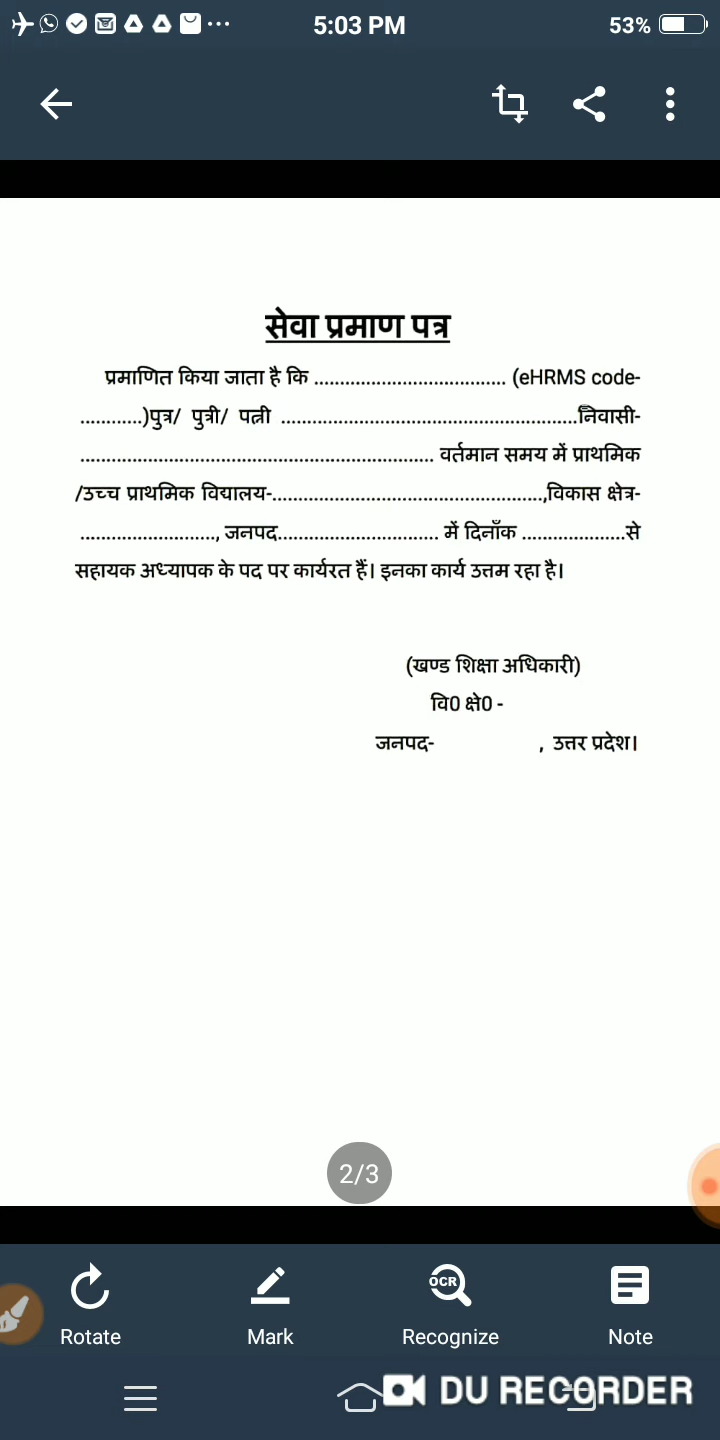 5:03 PM 53%
सेवा प्रमाण पत्र
प्रमाणित किया जाता है कि ..................................... (eHRMS code-
............)पुत्र/ पुत्री/ पत्नी .........................................................निवासी-
.................................................................... वर्तमान समय में प्राथमिक
/उच्च प्राथमिक वियालय-....................................................,विकास क्षेत्र-
.........................., जनपद............................... में दिनाँक ....................से
सहायक अध्यापक के पद पर कार्यरत हैं। इनका कार्य उत्तम रहा है।
(खण्ड शिक्षा अधिकारी)
वि0 क्षे0 -
जनपद- , उत्तर प्रदेश।
2/3
OCR
Rotate Mark Recognize Note
DU RECORDER